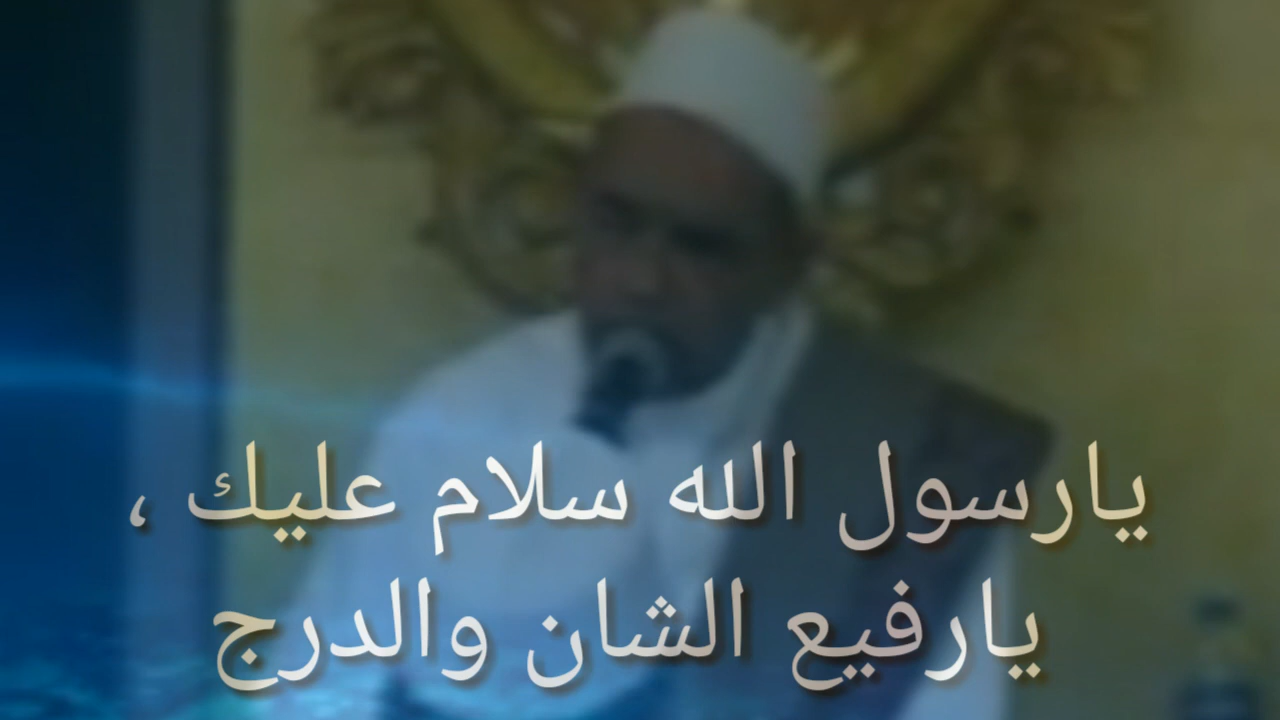 يارسول الله سلام عليك ،
يارفيع الشان والدرج